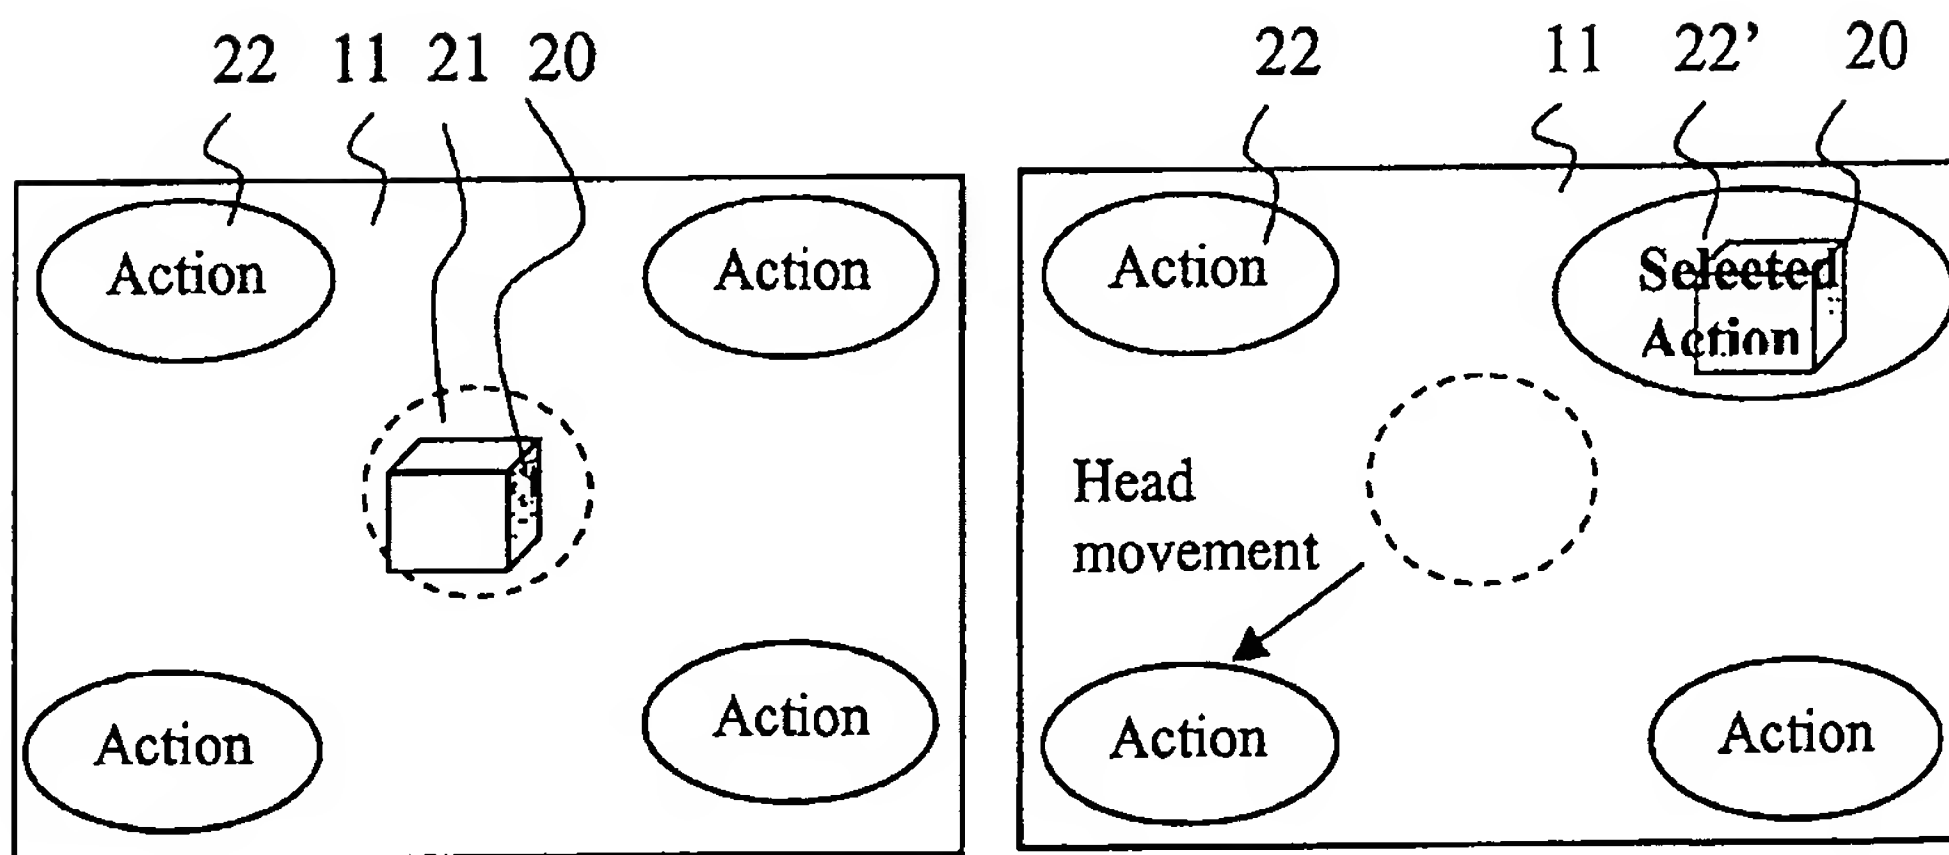 22 11 21 20
Action Action
Action Action
22 11 22’ 20
Action Selected
Action
Head
movement
Action Action